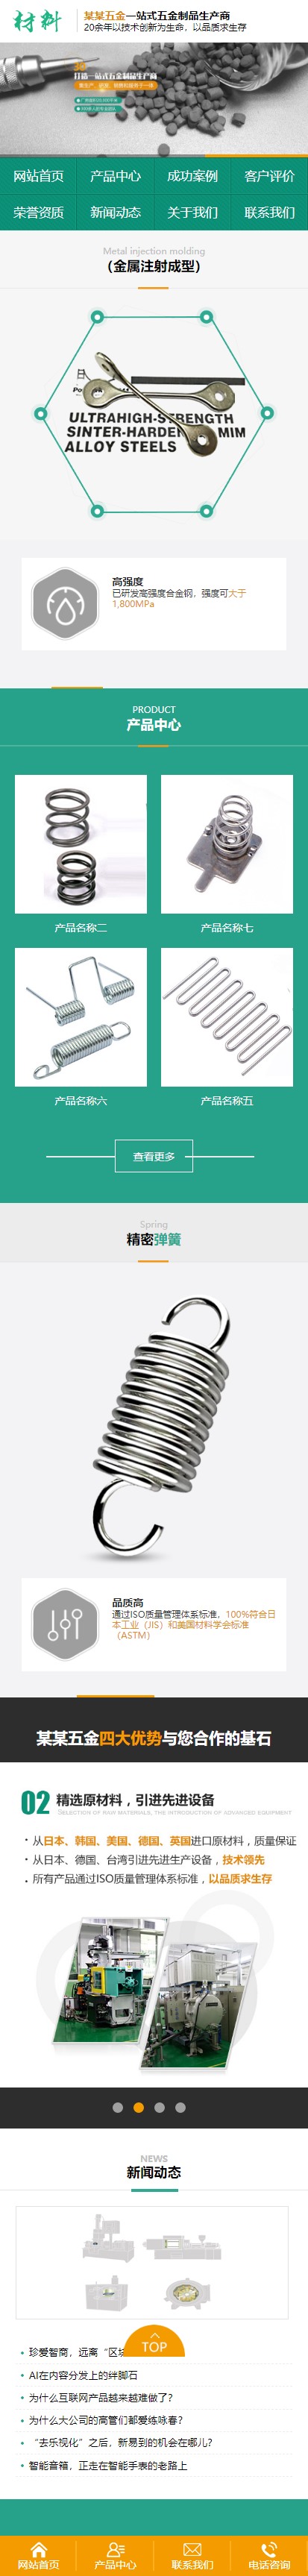 材料
某某五金一站式五金制品生产商
20余年以技术创新为生命，以品质求生存
打造一站式五金制品生产商
网站首页
产品中心
成功案例
客户评价
荣誉资质
新闻动态
关于我们
联系我们
Metal injection molding
（金属注射成型）
ULTRAHIGH-STRENGTH
SINTER-HARDEN MIM
ALLOY STEELS
高强度
已研发高强度合金钢，强度可大于
1,800MPa
PRODUCT
产品中心
产品名称二
产品名称七
产品名称六
产品名称五
查看更多
Spring
精密弹簧
品质高
通过ISO质量管理体系标准，100%符合日
本工业（JIS）和美国材料学会标准
（ASTM）
某某五金四大优势与您合作的基石
02 精选原材料，引进先进设备
SELECTION OF RAW MATERIALS, THE INTRODUCTION OF ADVANCED EQUIPMENT
· 从日本、韩国、美国、德国、英国进口原材料，质量保证
· 从日本、德国、台湾引进先进生产设备，技术领先
· 所有产品通过ISO质量管理体系标准，以品质求生存
NEWS
新闻动态
珍爱智商，远离“区块
TOP
AI在内容分发上的绊脚石
为什么互联网产品越来越难做了？
为什么大公司的高管们都爱练咏春？
“去乐视化”之后，新易到的机会在哪儿？
智能音箱，正走在智能手表的老路上
网站首页
产品中心
联系我们
电话咨询